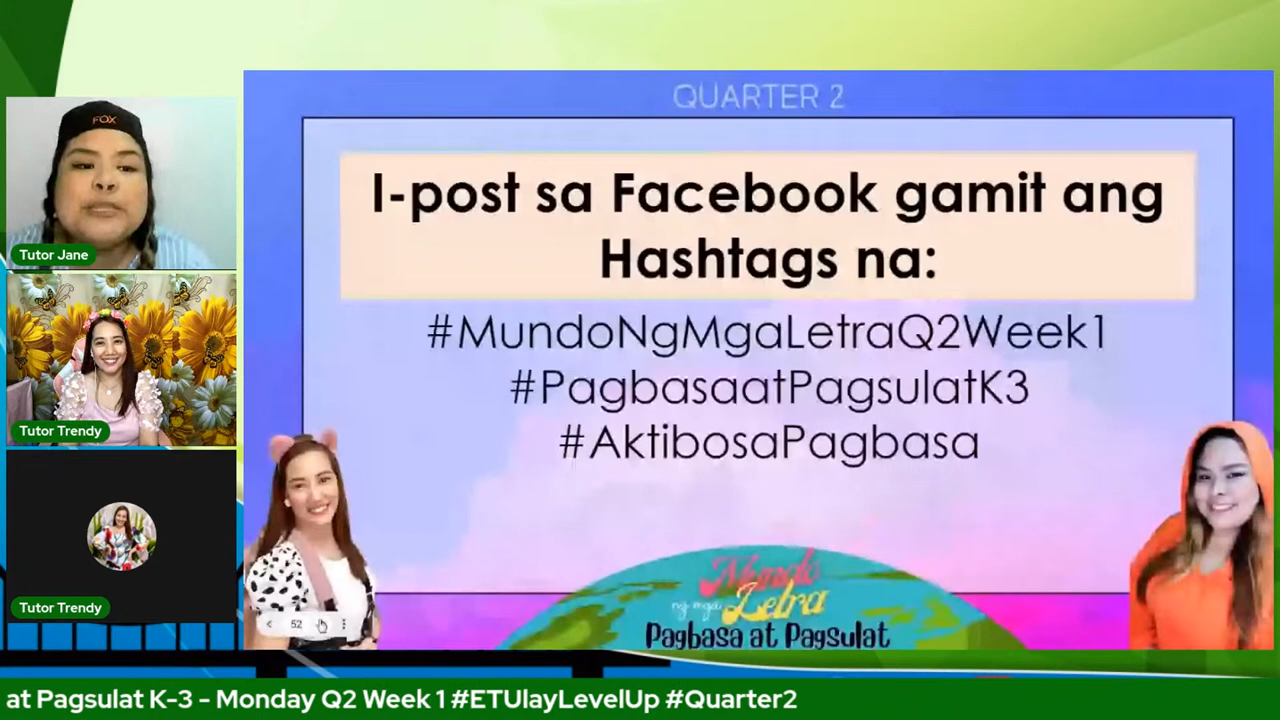 QUARTER 2
I-post sa Facebook gamit ang
Hashtags na:
#MundoNgMgaLetraQ2Week1
#PagbasaatPagsulatK3
#AktibosaPagbasa
FOX
Tutor Jane
Tutor Trendy
Tutor Trendy
< 52
Mundo
ng mga Letra
Pagbasa at Pagsulat
at Pagsulat K-3 - Monday Q2 Week 1 #ETUlayLevelUp #Quarter2